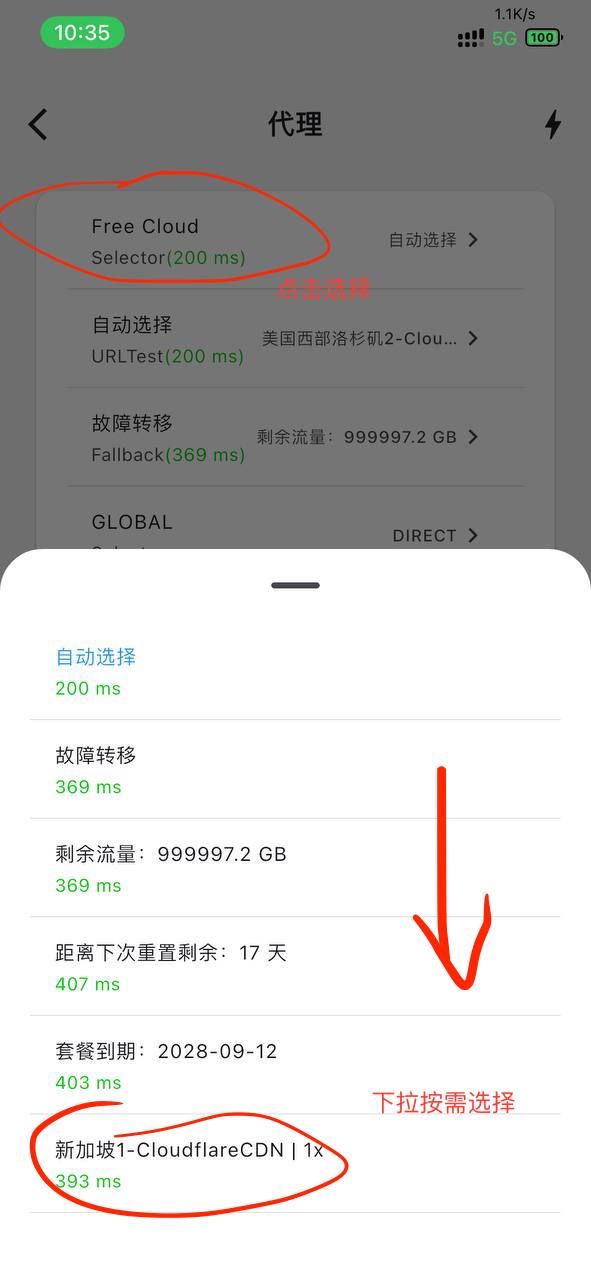 1.1K/s
10:35
5G
100
代理
Free Cloud
自动选择
Selector(200 ms)
点击选择
自动选择
美国西部洛杉矶2-Clou...
URLTest(200 ms)
故障转移
剩余流量：999997.2 GB
Fallback(369 ms)
GLOBAL
DIRECT
自动选择
200 ms
故障转移
369 ms
剩余流量：999997.2 GB
369 ms
距离下次重置剩余：17 天
407 ms
套餐到期：2028-09-12
403 ms
下拉按需选择
新加坡1-CloudflareCDN | 1x
393 ms